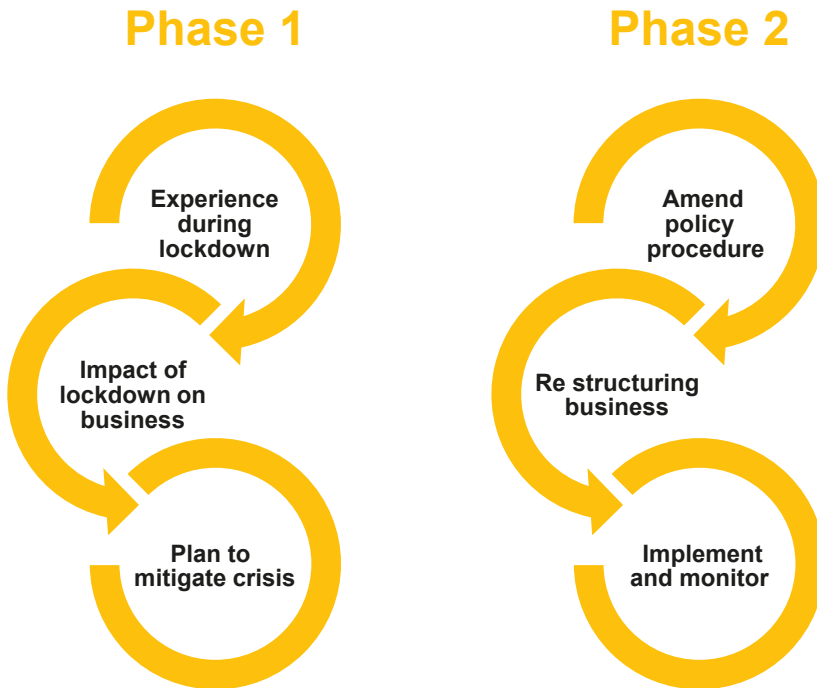 Phase 1
Experience
during
lockdown
Impact of
lockdown on
business
Plan to
mitigate crisis
Phase 2
Amend
policy
procedure
Re structuring
business
Implement
and monitor